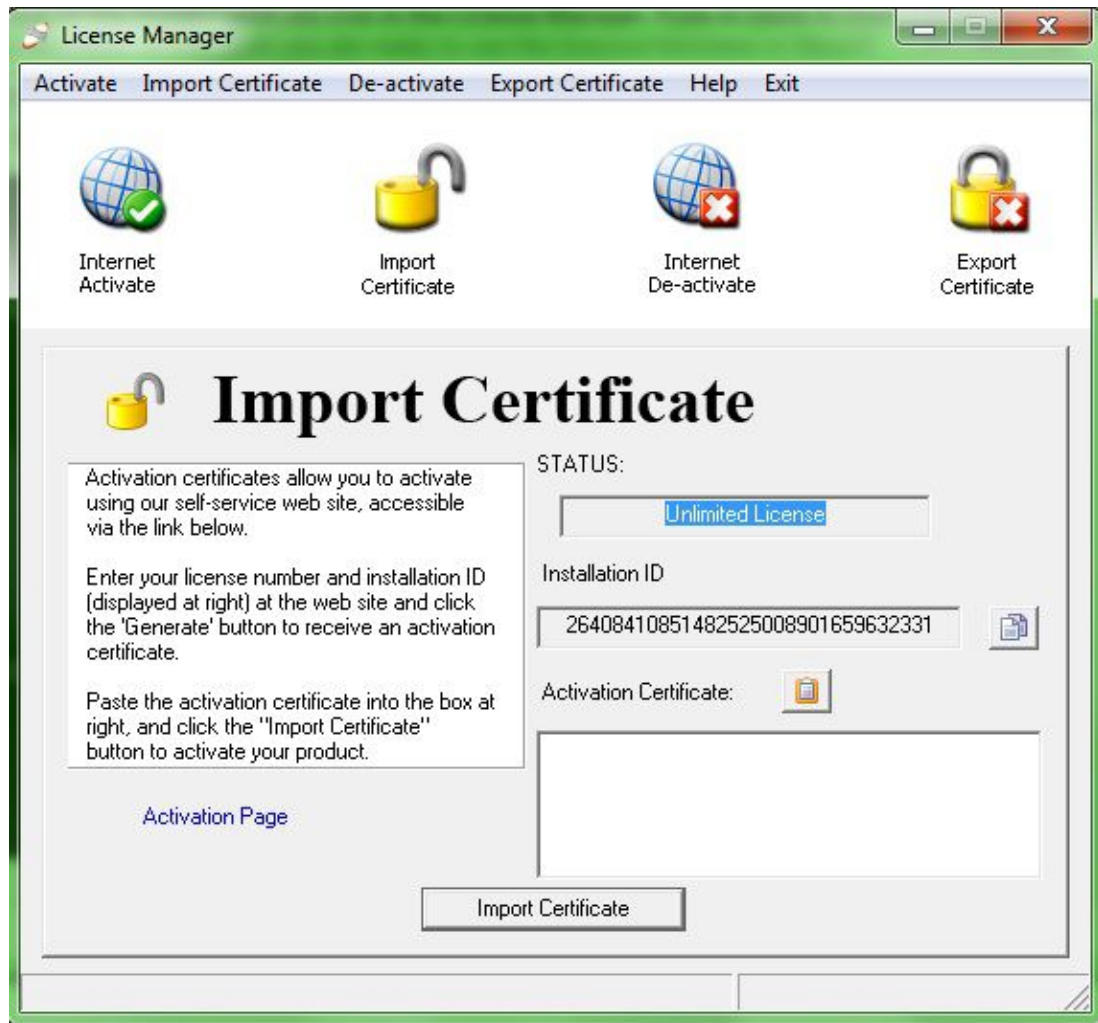 License Manager
Activate Import Certificate De-activate Export Certificate Help Exit
Internet
Activate
Import
Certificate
Internet
De-activate
Export
Certificate
Import Certificate
Activation certificates allow you to activate
using our self-service web site, accessible
via the link below.
Enter your license number and installation ID
(displayed at right) at the web site and click
the 'Generate' button to receive an activation
certificate.
Paste the activation certificate into the box at
right, and click the "Import Certificate"
button to activate your product.
Activation Page
STATUS:
Unlimited License
Installation ID
26408410851482525008901659632331
Activation Certificate:
Import Certificate